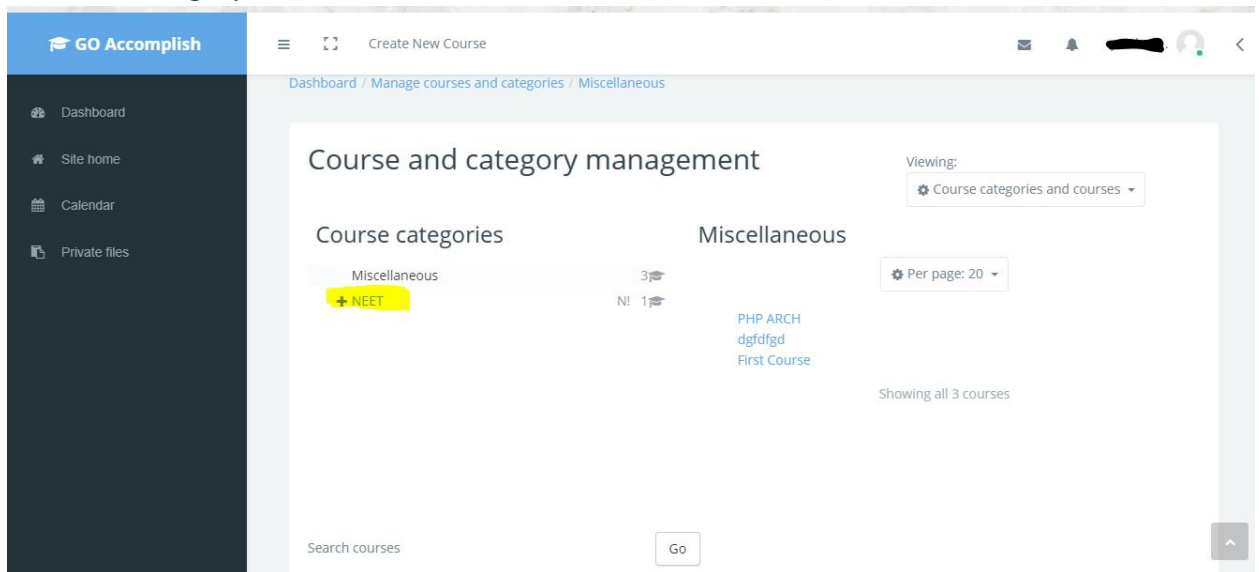 GO Accomplish
Create New Course
Dashboard / Manage courses and categories / Miscellaneous
Dashboard
Site home
Calendar
Private files
Course and category management
Viewing:
Course categories and courses
Course categories
Miscellaneous 3
NEET N! 1
Miscellaneous
Per page: 20
PHP ARCH
dgfdfgd
First Course
Showing all 3 courses
Search courses
Go